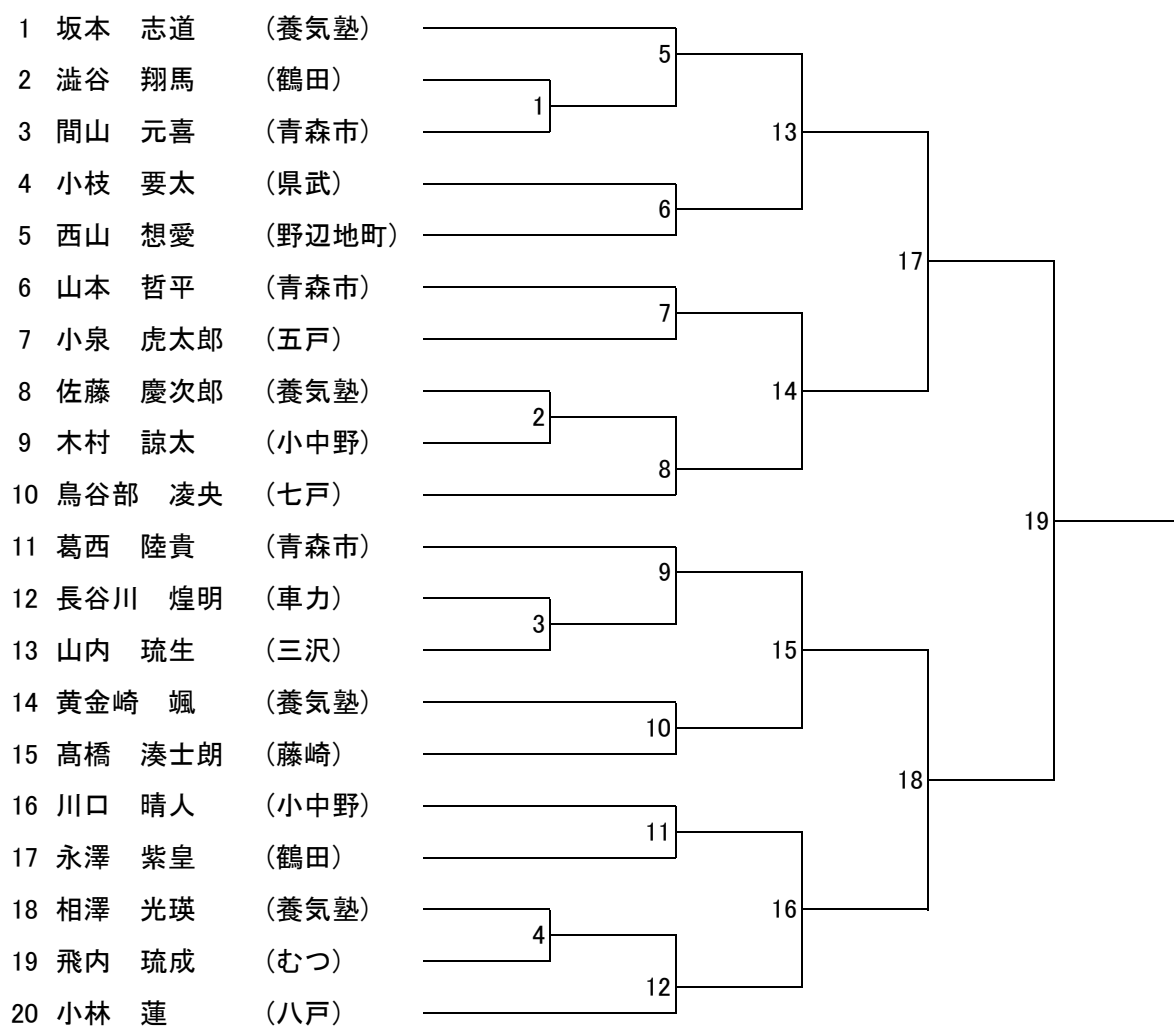 1 坂本 志道 (養気塾)
5
2 澁谷 翔馬 (鶴田)
1
3 間山 元喜 (青森市)
13
4 小枝 要太 (県武)
6
5 西山 想愛 (野辺地町)
17
6 山本 哲平 (青森市)
7
7 小泉 虎太郎 (五戸)
8 佐藤 慶次郎 (養気塾)
14
2
9 木村 諒太 (小中野)
8
10 鳥谷部 凌央 (七戸)
19
11 葛西 陸貴 (青森市)
9
12 長谷川 煌明 (車力)
3
13 山内 琉生 (三沢)
15
14 黄金崎 颯 (養気塾)
10
15 髙橋 湊士朗 (藤崎)
18
16 川口 晴人 (小中野)
11
17 永澤 紫皇 (鶴田)
18 相澤 光瑛 (養気塾)
16
4
19 飛内 琉成 (むつ)
12
20 小林 蓮 (八戸)